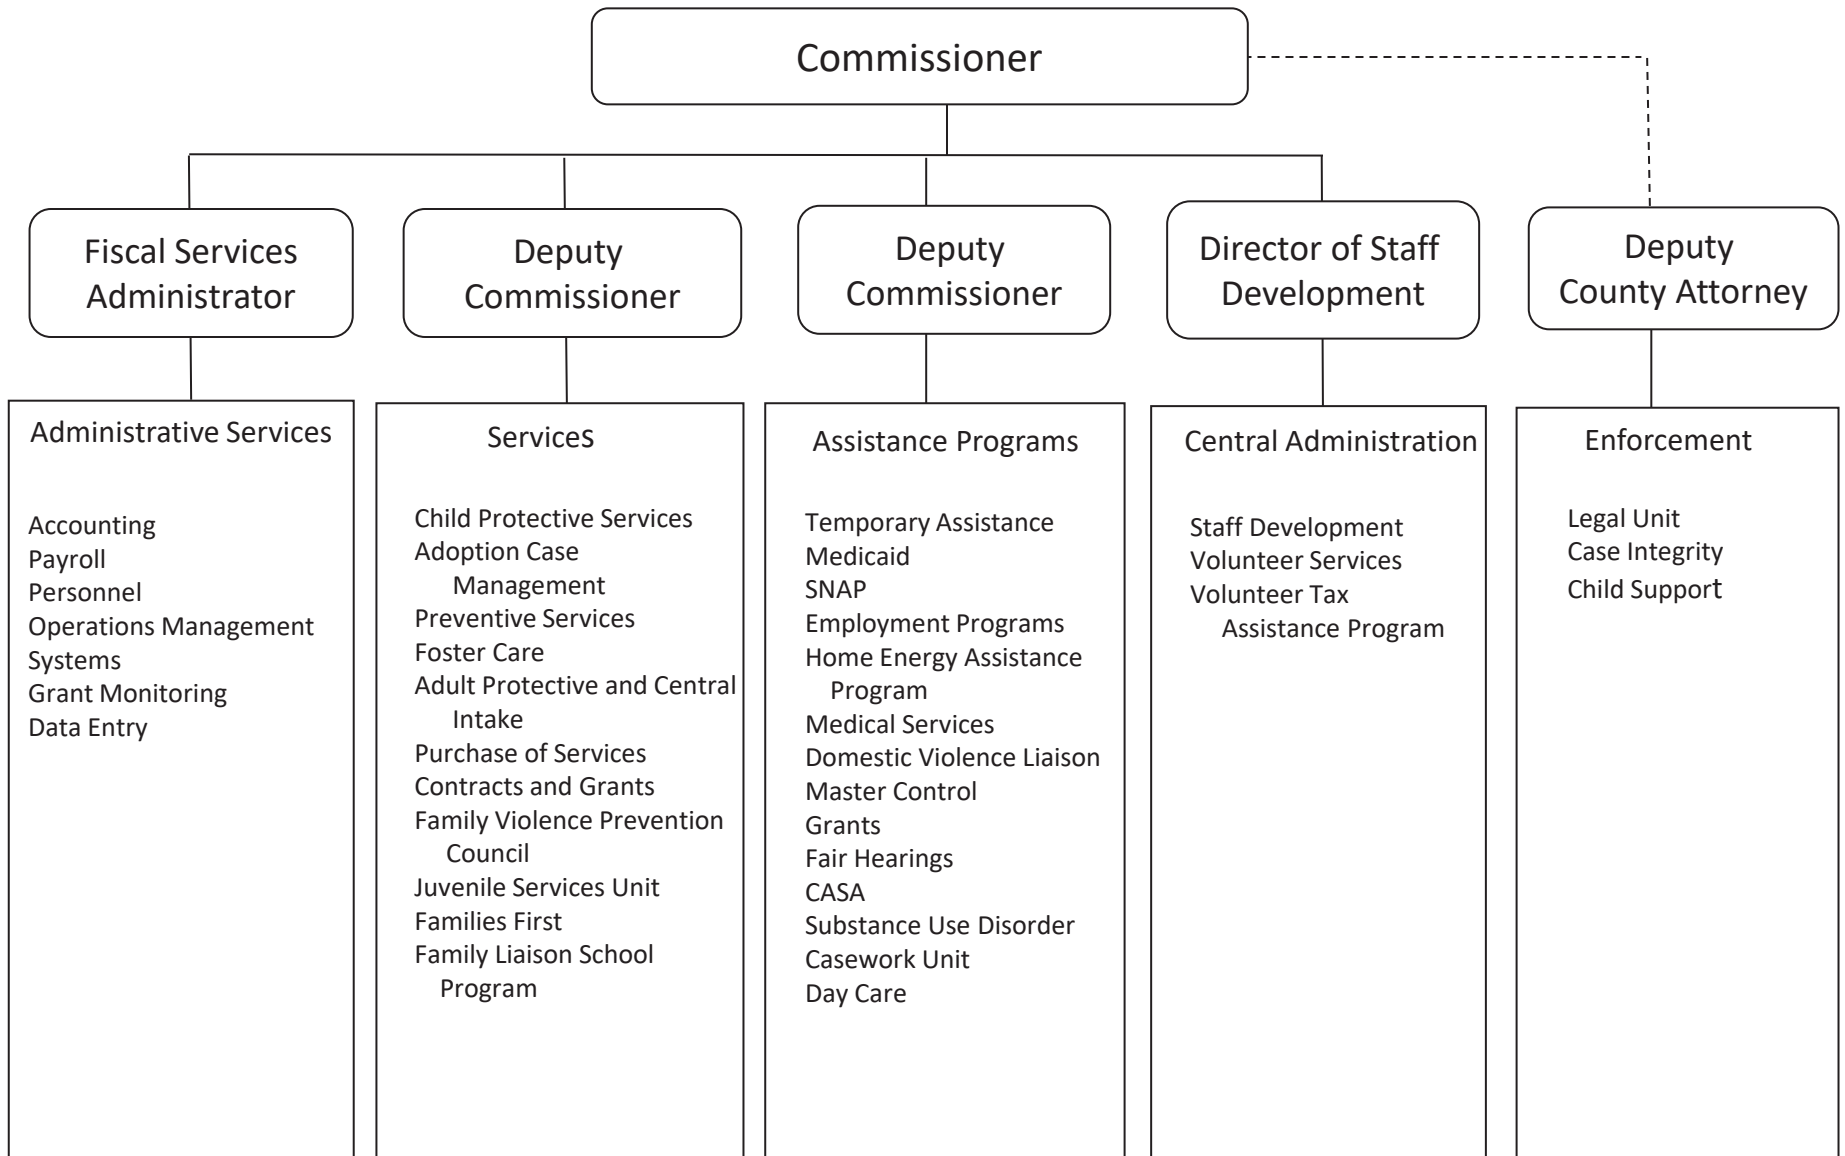 Commissioner
Fiscal Services
Administrator
Deputy
Commissioner
Deputy
Commissioner
Director of Staff
Development
Deputy
County Attorney
Administrative Services
Accounting
Payroll
Personnel
Operations Management
Systems
Grant Monitoring
Data Entry
Services
Child Protective Services
Adoption Case
Management
Preventive Services
Foster Care
Adult Protective and Central
Intake
Purchase of Services
Contracts and Grants
Family Violence Prevention
Council
Juvenile Services Unit
Families First
Family Liaison School
Program
Assistance Programs
Temporary Assistance
Medicaid
SNAP
Employment Programs
Home Energy Assistance
Program
Medical Services
Domestic Violence Liaison
Master Control
Grants
Fair Hearings
CASA
Substance Use Disorder
Casework Unit
Day Care
Central Administration
Staff Development
Volunteer Services
Volunteer Tax
Assistance Program
Enforcement
Legal Unit
Case Integrity
Child Support